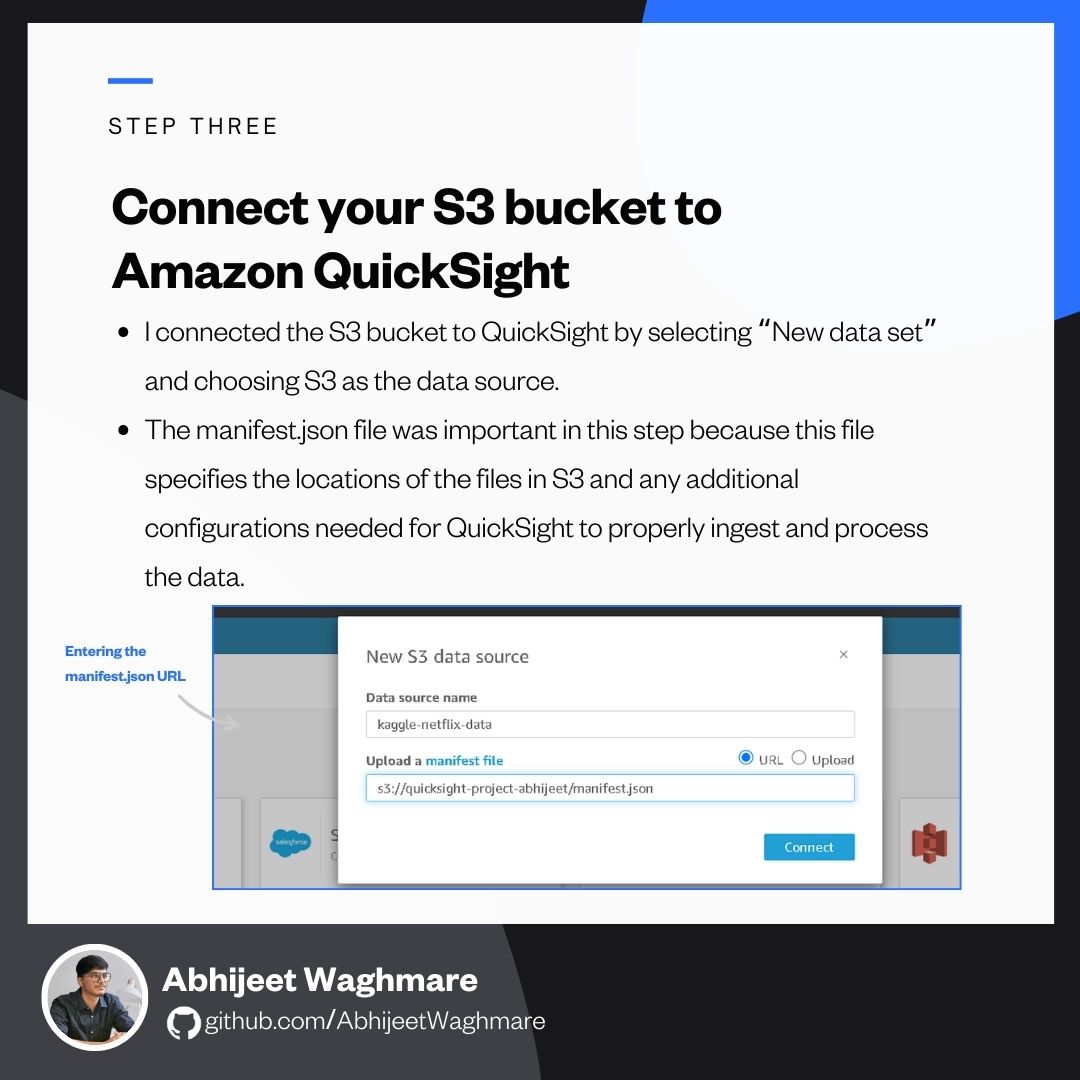 STEP THREE
Connect your S3 bucket to
Amazon QuickSight
• I connected the S3 bucket to QuickSight by selecting “New data set”
and choosing S3 as the data source.
• The manifest.json file was important in this step because this file
specifies the locations of the files in S3 and any additional
configurations needed for QuickSight to properly ingest and process
the data.
Entering the
manifest.json URL
New S3 data source
Data source name
kaggle-netflix-data
Upload a manifest file
URL
Upload
s3://quicksight-project-abhijeet/manifest.json
salesforce
S
C
Connect
Abhijeet Waghmare
github.com/AbhijeetWaghmare